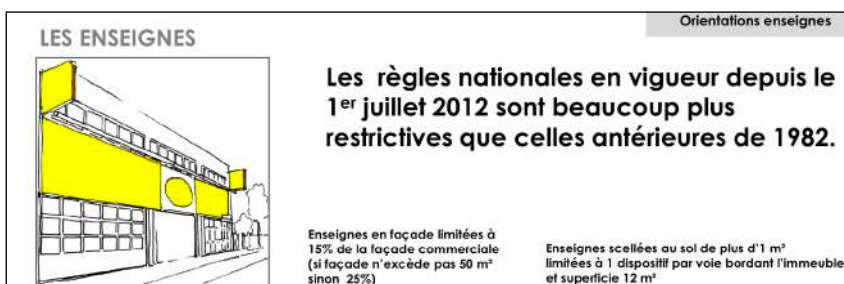 Orientations enseignes
LES ENSEIGNES
Les règles nationales en vigueur depuis le
1er juillet 2012 sont beaucoup plus
restrictives que celles antérieures de 1982.
Enseignes en façade limitées à
15% de la façade commerciale
(si façade n'excède pas 50 m²
sinon 25%)
Enseignes scellées au sol de plus d'1 m²
limitées à 1 dispositif par voie bordant l'immeuble
et superficie 12 m²